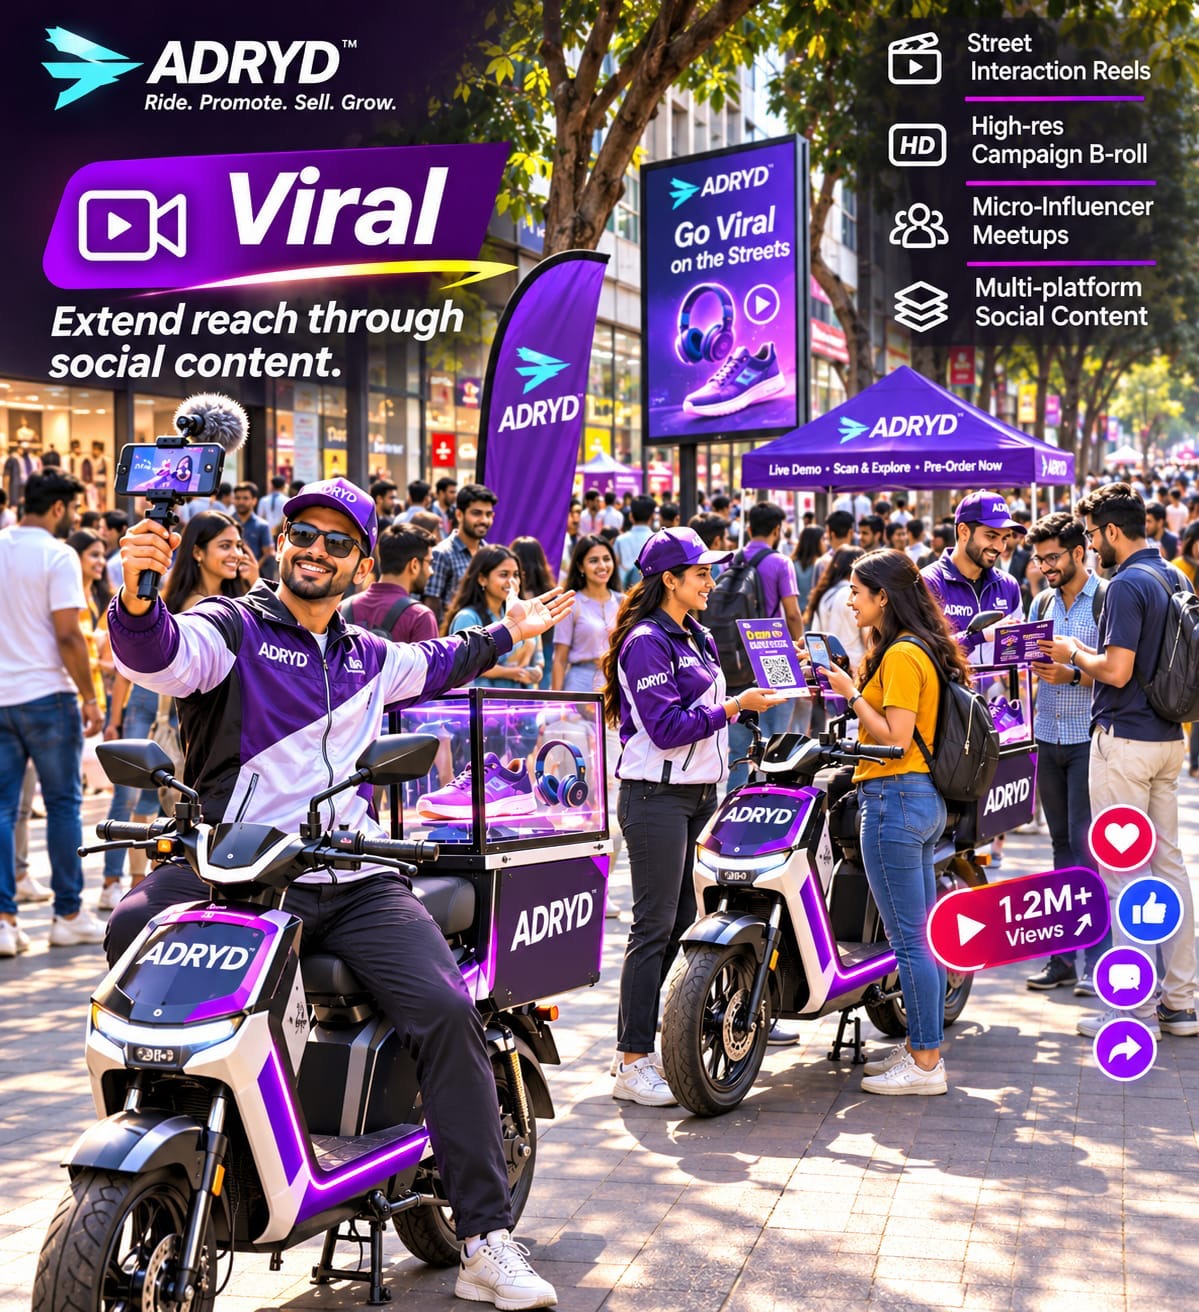 ADRYD™
Ride. Promote. Sell. Grow.
Viral
Extend reach through
social content.
Street
Interaction Reels
HD
High-res
Campaign B-roll
Micro-Influencer
Meetups
Multi-platform
Social Content
ADRYD™
Go Viral
on the Streets
ADRYD
ADRYD™
Live Demo • Scan & Explore • Pre-Order Now
ADRYD
ADRYD
ADRYD
ADRYD
ADRYD
ADRYD
ADRYD™
ADRYD™
ADRYD
ADRYD
1.2M+
Views